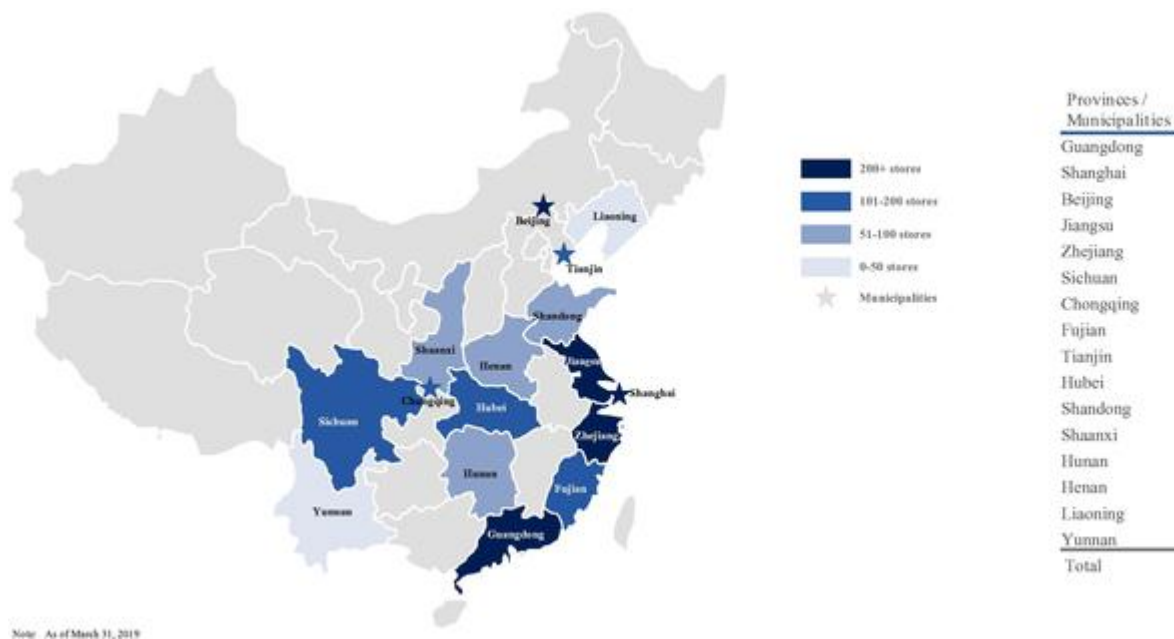 Beijing
Liaoning
Tianjin
Shandong
Shaanxi
Henan
Jiangsu
Chongqing
Shanghai
Hubei
Sichuan
Zhejiang
Hunan
Fujian
Yunnan
Guangdong
200+ stores
101-200 stores
51-100 stores
0-50 stores
Municipalities
Provinces /
Municipalities
Guangdong
Shanghai
Beijing
Jiangsu
Zhejiang
Sichuan
Chongqing
Fujian
Tianjin
Hubei
Shandong
Shaanxi
Hunan
Henan
Liaoning
Yunnan
Total
Note: As of March 31, 2019